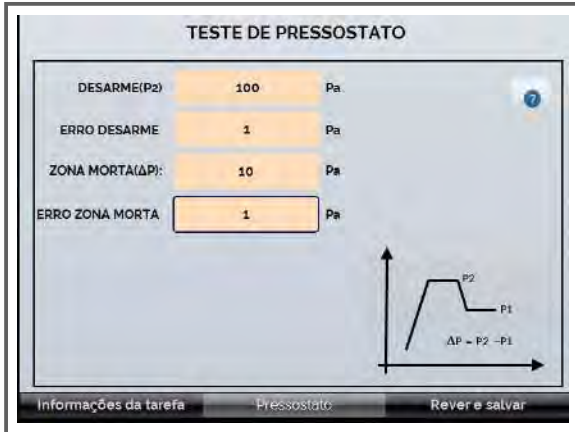 TESTE DE PRESSOSTATO
DESARME(P2) 100 Pa
?
ERRO DESARME 1 Pa
ZONA MORTA(ΔP): 10 Pa
ERRO ZONA MORTA 1 Pa
P2
P1
ΔP = P2 -P1
Informações da tarefa Pressostato Rever e salvar